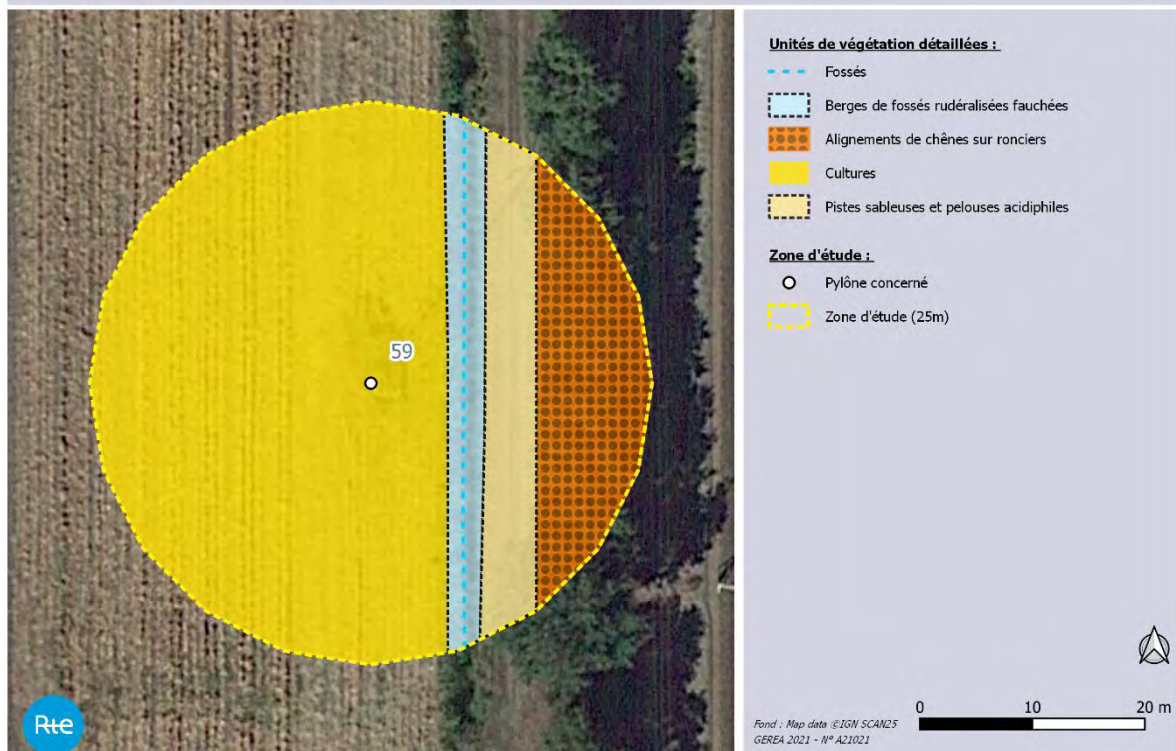 59
Rte
Unités de végétation détaillées :
Fossés
Berges de fossés rudéralisées fauchées
Alignements de chênes sur ronciers
Cultures
Pistes sableuses et pelouses acidiphiles
Zone d'étude :
Pylône concerné
Zone d'étude (25m)
0 10 20 m
Fond : Map data ©IGN SCAN25
GEREA 2021 - N° A21021